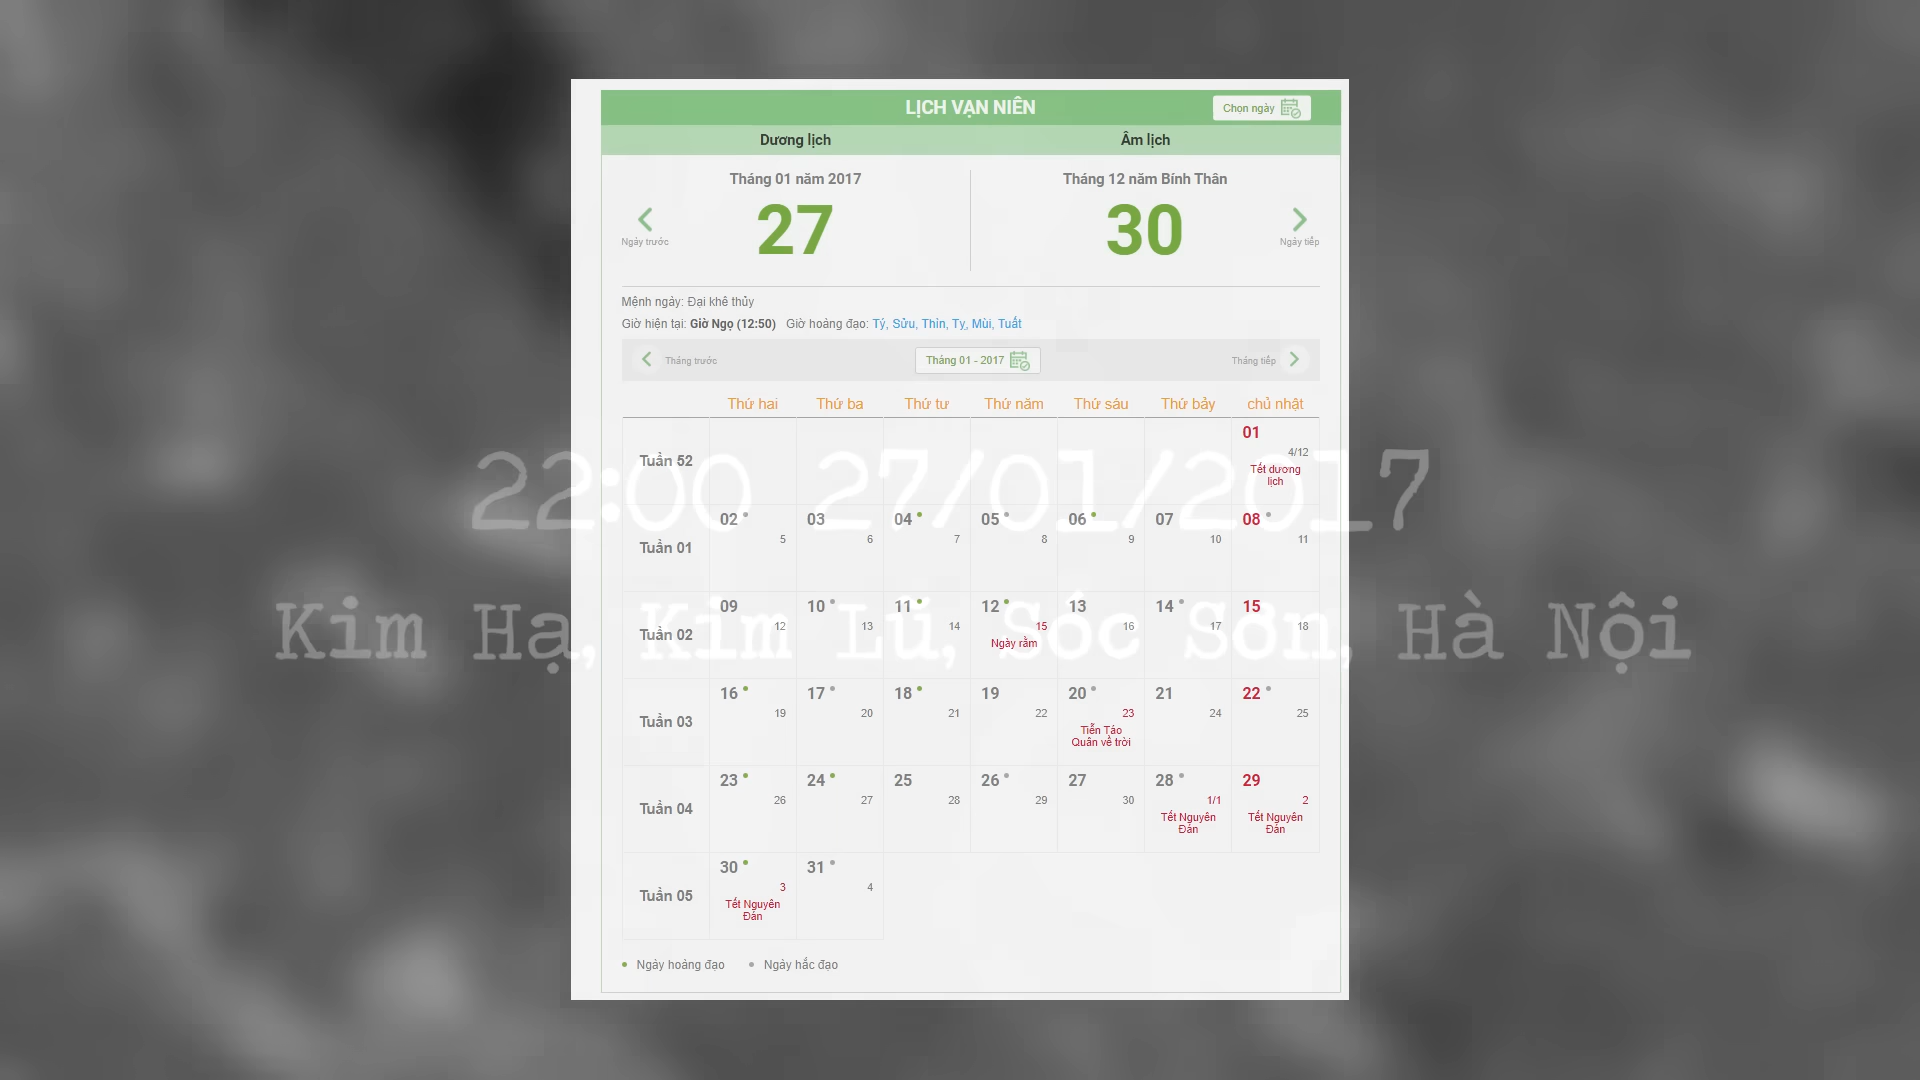 LỊCH VẠN NIÊN
Chọn ngày
Dương lịch Âm lịch
Tháng 01 năm 2017 Tháng 12 năm Bính Thân
27 30
Ngày trước Ngày tiếp
Mệnh ngày: Đại khê thủy
Giờ hiện tại: Giờ Ngọ (12:50) Giờ hoàng đạo: Tý, Sửu, Thìn, Tỵ, Mùi, Tuất
Tháng trước Tháng 01 - 2017 Tháng tiếp
Thứ hai Thứ ba Thứ tư Thứ năm Thứ sáu Thứ bảy chủ nhật
Tuần 52
01
4/12
Tết dương
lịch
22:00 27/01/2017
Tuần 01
02 03 04 05 06 07 08
5 6 7 8 9 10 11
Kim Hạ, Kim Lũ, Sóc Sơn, Hà Nội
Tuần 02
09 10 11 12 13 14 15
12 13 14 15 16 17 18
Ngày rằm
Tuần 03
16 17 18 19 20 21 22
19 20 21 22 23 24 25
Tiễn Táo
Quân về trời
Tuần 04
23 24 25 26 27 28 29
26 27 28 29 30 1/1 2
Tết Nguyên Tết Nguyên
Đán Đán
Tuần 05
30 31
3 4
Tết Nguyên
Đán
Ngày hoàng đạo Ngày hắc đạo